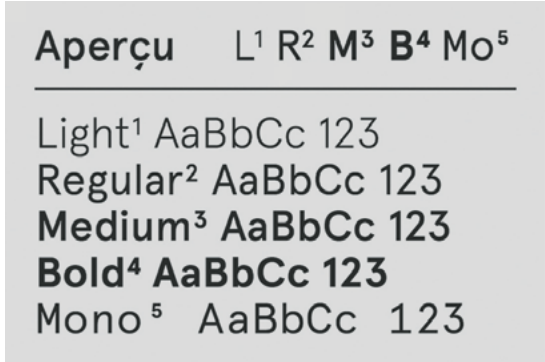 Aperçu L¹ R² M³ B⁴ Mo⁵
Light¹ AaBbCc 123
Regular² AaBbCc 123
Medium³ AaBbCc 123
Bold⁴ AaBbCc 123
Mono⁵ AaBbCc 123